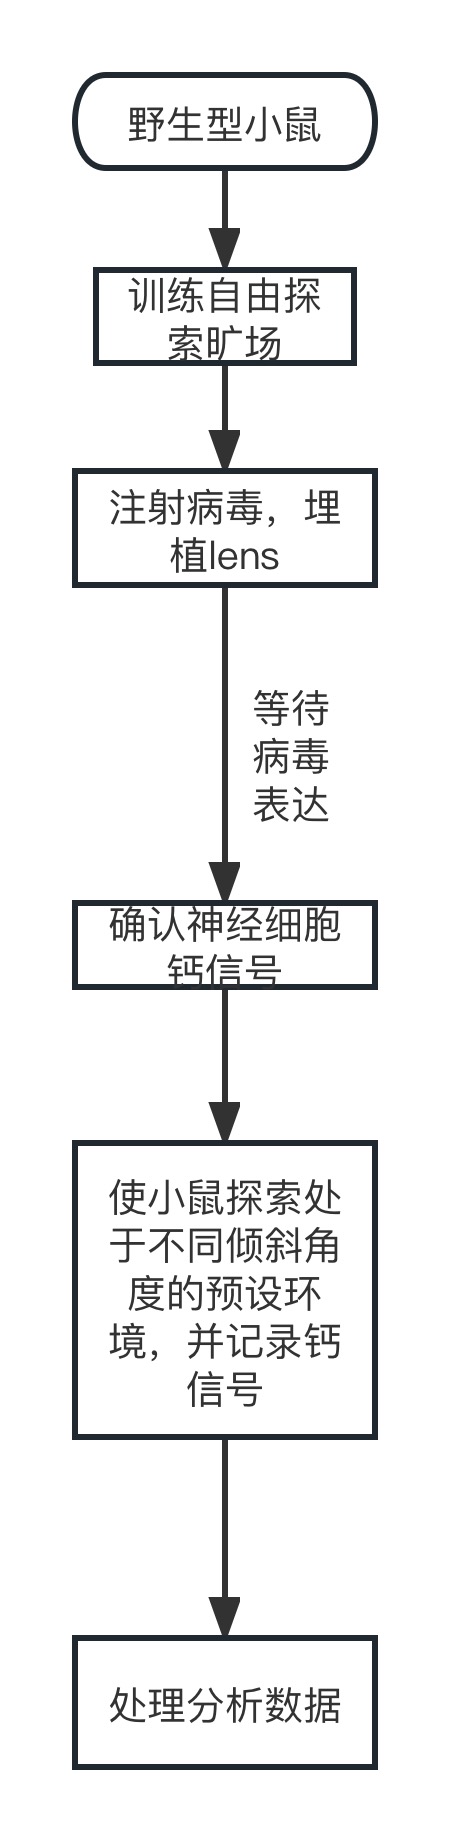 野生型小鼠
训练自由探
索旷场
注射病毒，埋
植lens
等待
病毒
表达
确认神经细胞
钙信号
使小鼠探索处
于不同倾斜角
度的预设环
境，并记录钙
信号
处理分析数据